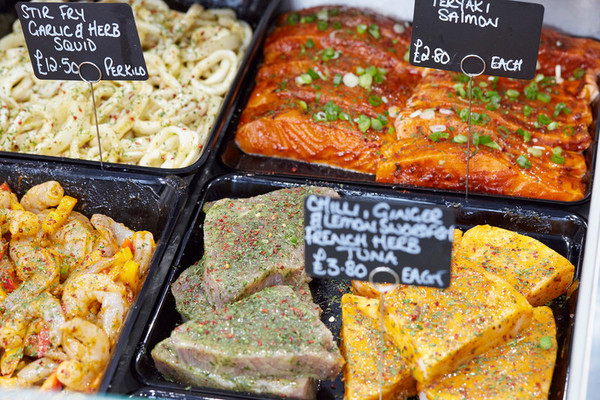 STIR FRY
GARLIC & HERB
SQUID
£12.50 PER KILO
TERYAKI
SALMON
£2.80 EACH
CHILLI, GINGER
& LEMON SWORDFISH
FRENCH HERB
TUNA
£3.80 EACH